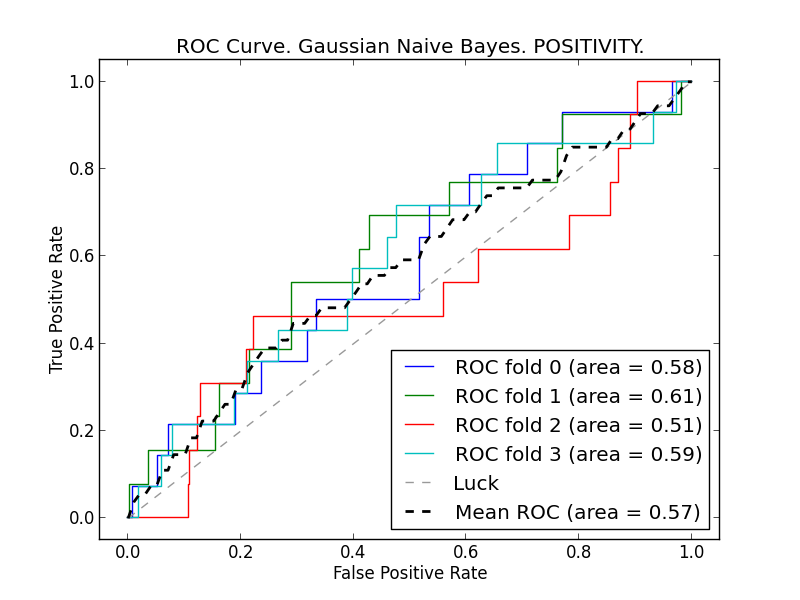 ROC Curve. Gaussian Naive Bayes. POSITIVITY.
1.0
0.8
0.6
0.4
0.2
0.0
True Positive Rate
ROC fold 0 (area = 0.58)
ROC fold 1 (area = 0.61)
ROC fold 2 (area = 0.51)
ROC fold 3 (area = 0.59)
Luck
Mean ROC (area = 0.57)
0.0 0.2 0.4 0.6 0.8 1.0
False Positive Rate